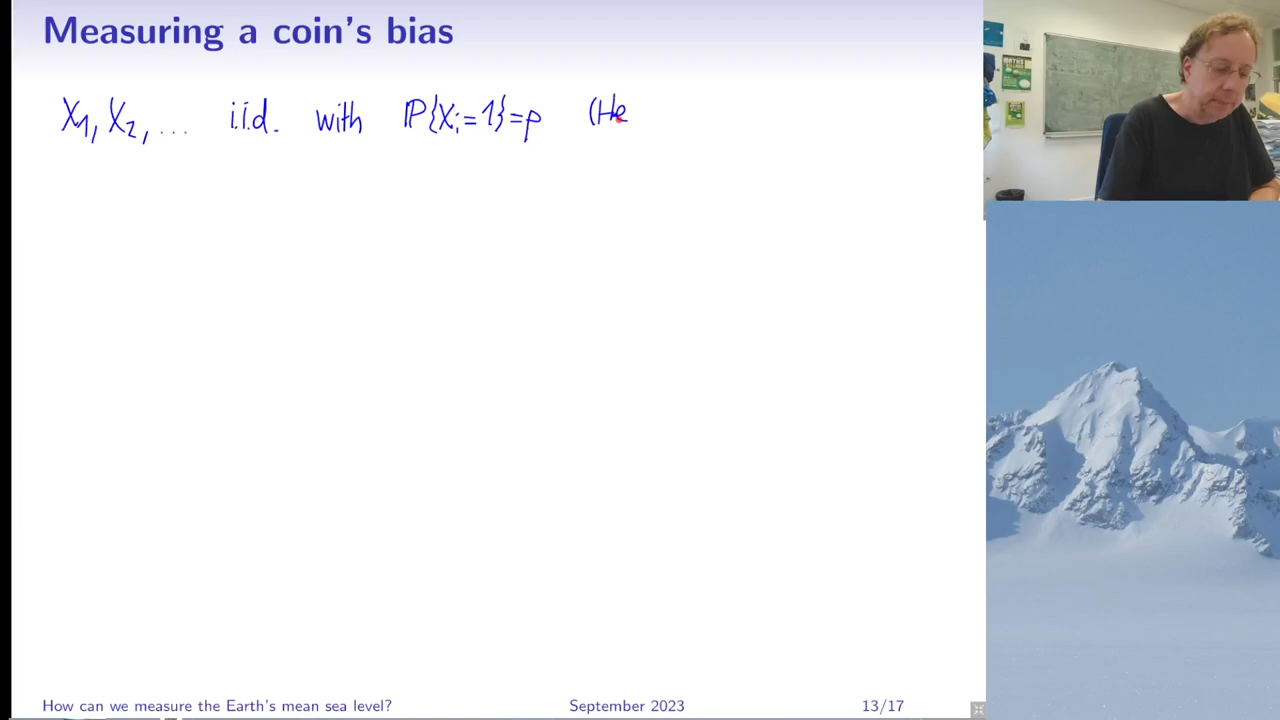 Measuring a coin's bias
X₁, X₂, ... i.i.d. with ℙ{Xᵢ=1}=p (He
How can we measure the Earth's mean sea level? September 2023 13/17